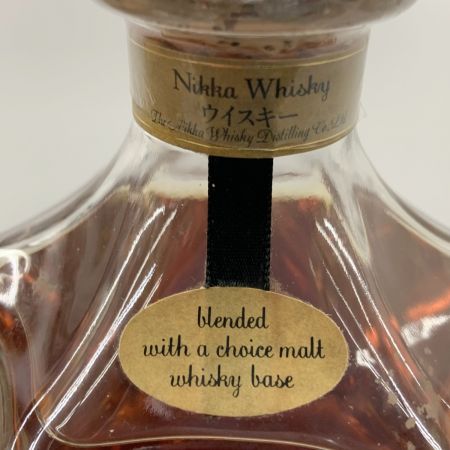 Nikka Whisky
ウイスキー
The Nikka Whisky Distilling Co., Ltd.
blended
with a choice malt
whisky base